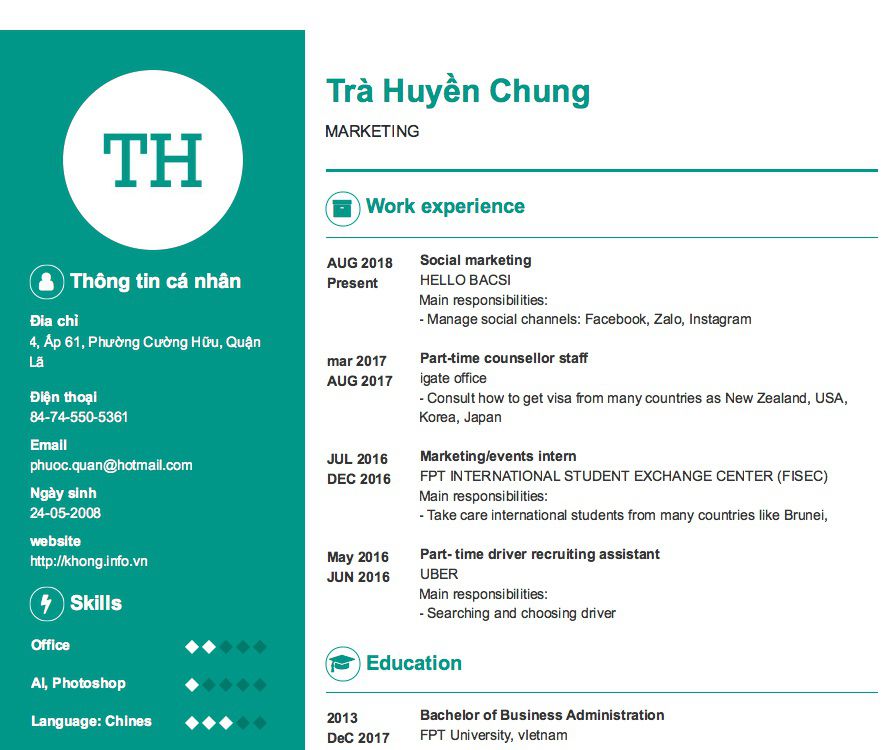 TH
Thông tin cá nhân
Địa chỉ
4, Ấp 61, Phường Cường Hữu, Quận
Lã
Điện thoại
84-74-550-5361
Email
phuoc.quan@hotmail.com
Ngày sinh
24-05-2008
website
http://khong.info.vn
Skills
Office
AI, Photoshop
Language: Chines
Trà Huyền Chung
MARKETING
Work experience
AUG 2018
Present
Social marketing
HELLO BACSI
Main responsibilities:
- Manage social channels: Facebook, Zalo, Instagram
mar 2017
AUG 2017
Part-time counsellor staff
igate office
- Consult how to get visa from many countries as New Zealand, USA,
Korea, Japan
JUL 2016
DEC 2016
Marketing/events intern
FPT INTERNATIONAL STUDENT EXCHANGE CENTER (FISEC)
Main responsibilities:
- Take care international students from many countries like Brunei,
May 2016
JUN 2016
Part- time driver recruiting assistant
UBER
Main responsibilities:
- Searching and choosing driver
Education
2013
DeC 2017
Bachelor of Business Administration
FPT University, vIetnam